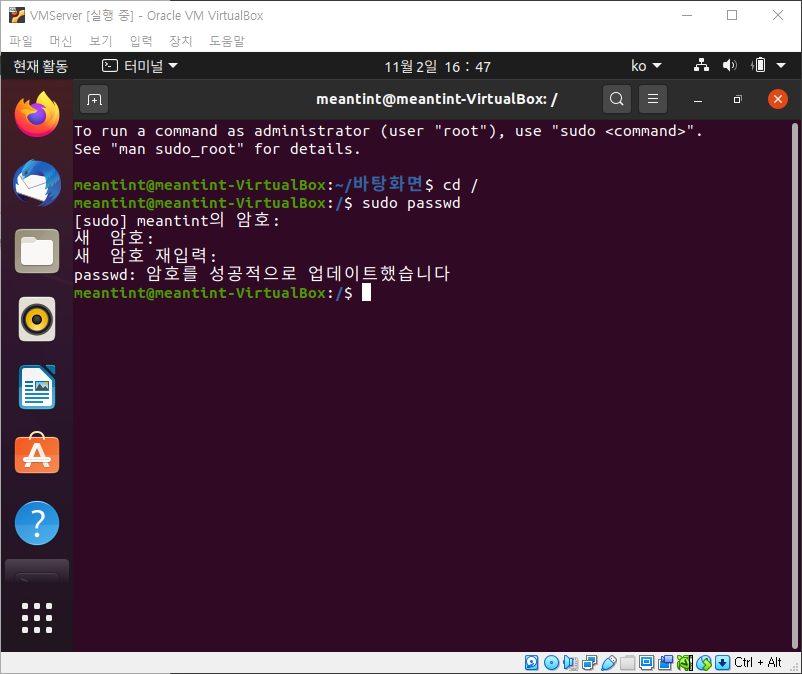 VMServer [실행 중] - Oracle VM VirtualBox
파일 머신 보기 입력 장치 도움말
현재 활동 터미널 11월 2일 16 : 47 ko
meantint@meantint-VirtualBox: /
To run a command as administrator (user "root"), use "sudo <command>".
See "man sudo_root" for details.
meantint@meantint-VirtualBox:~/바탕화면$ cd /
meantint@meantint-VirtualBox:/$ sudo passwd
[sudo] meantint의 암호:
새 암호:
새 암호 재입력:
passwd: 암호를 성공적으로 업데이트했습니다
meantint@meantint-VirtualBox:/$
Ctrl + Alt